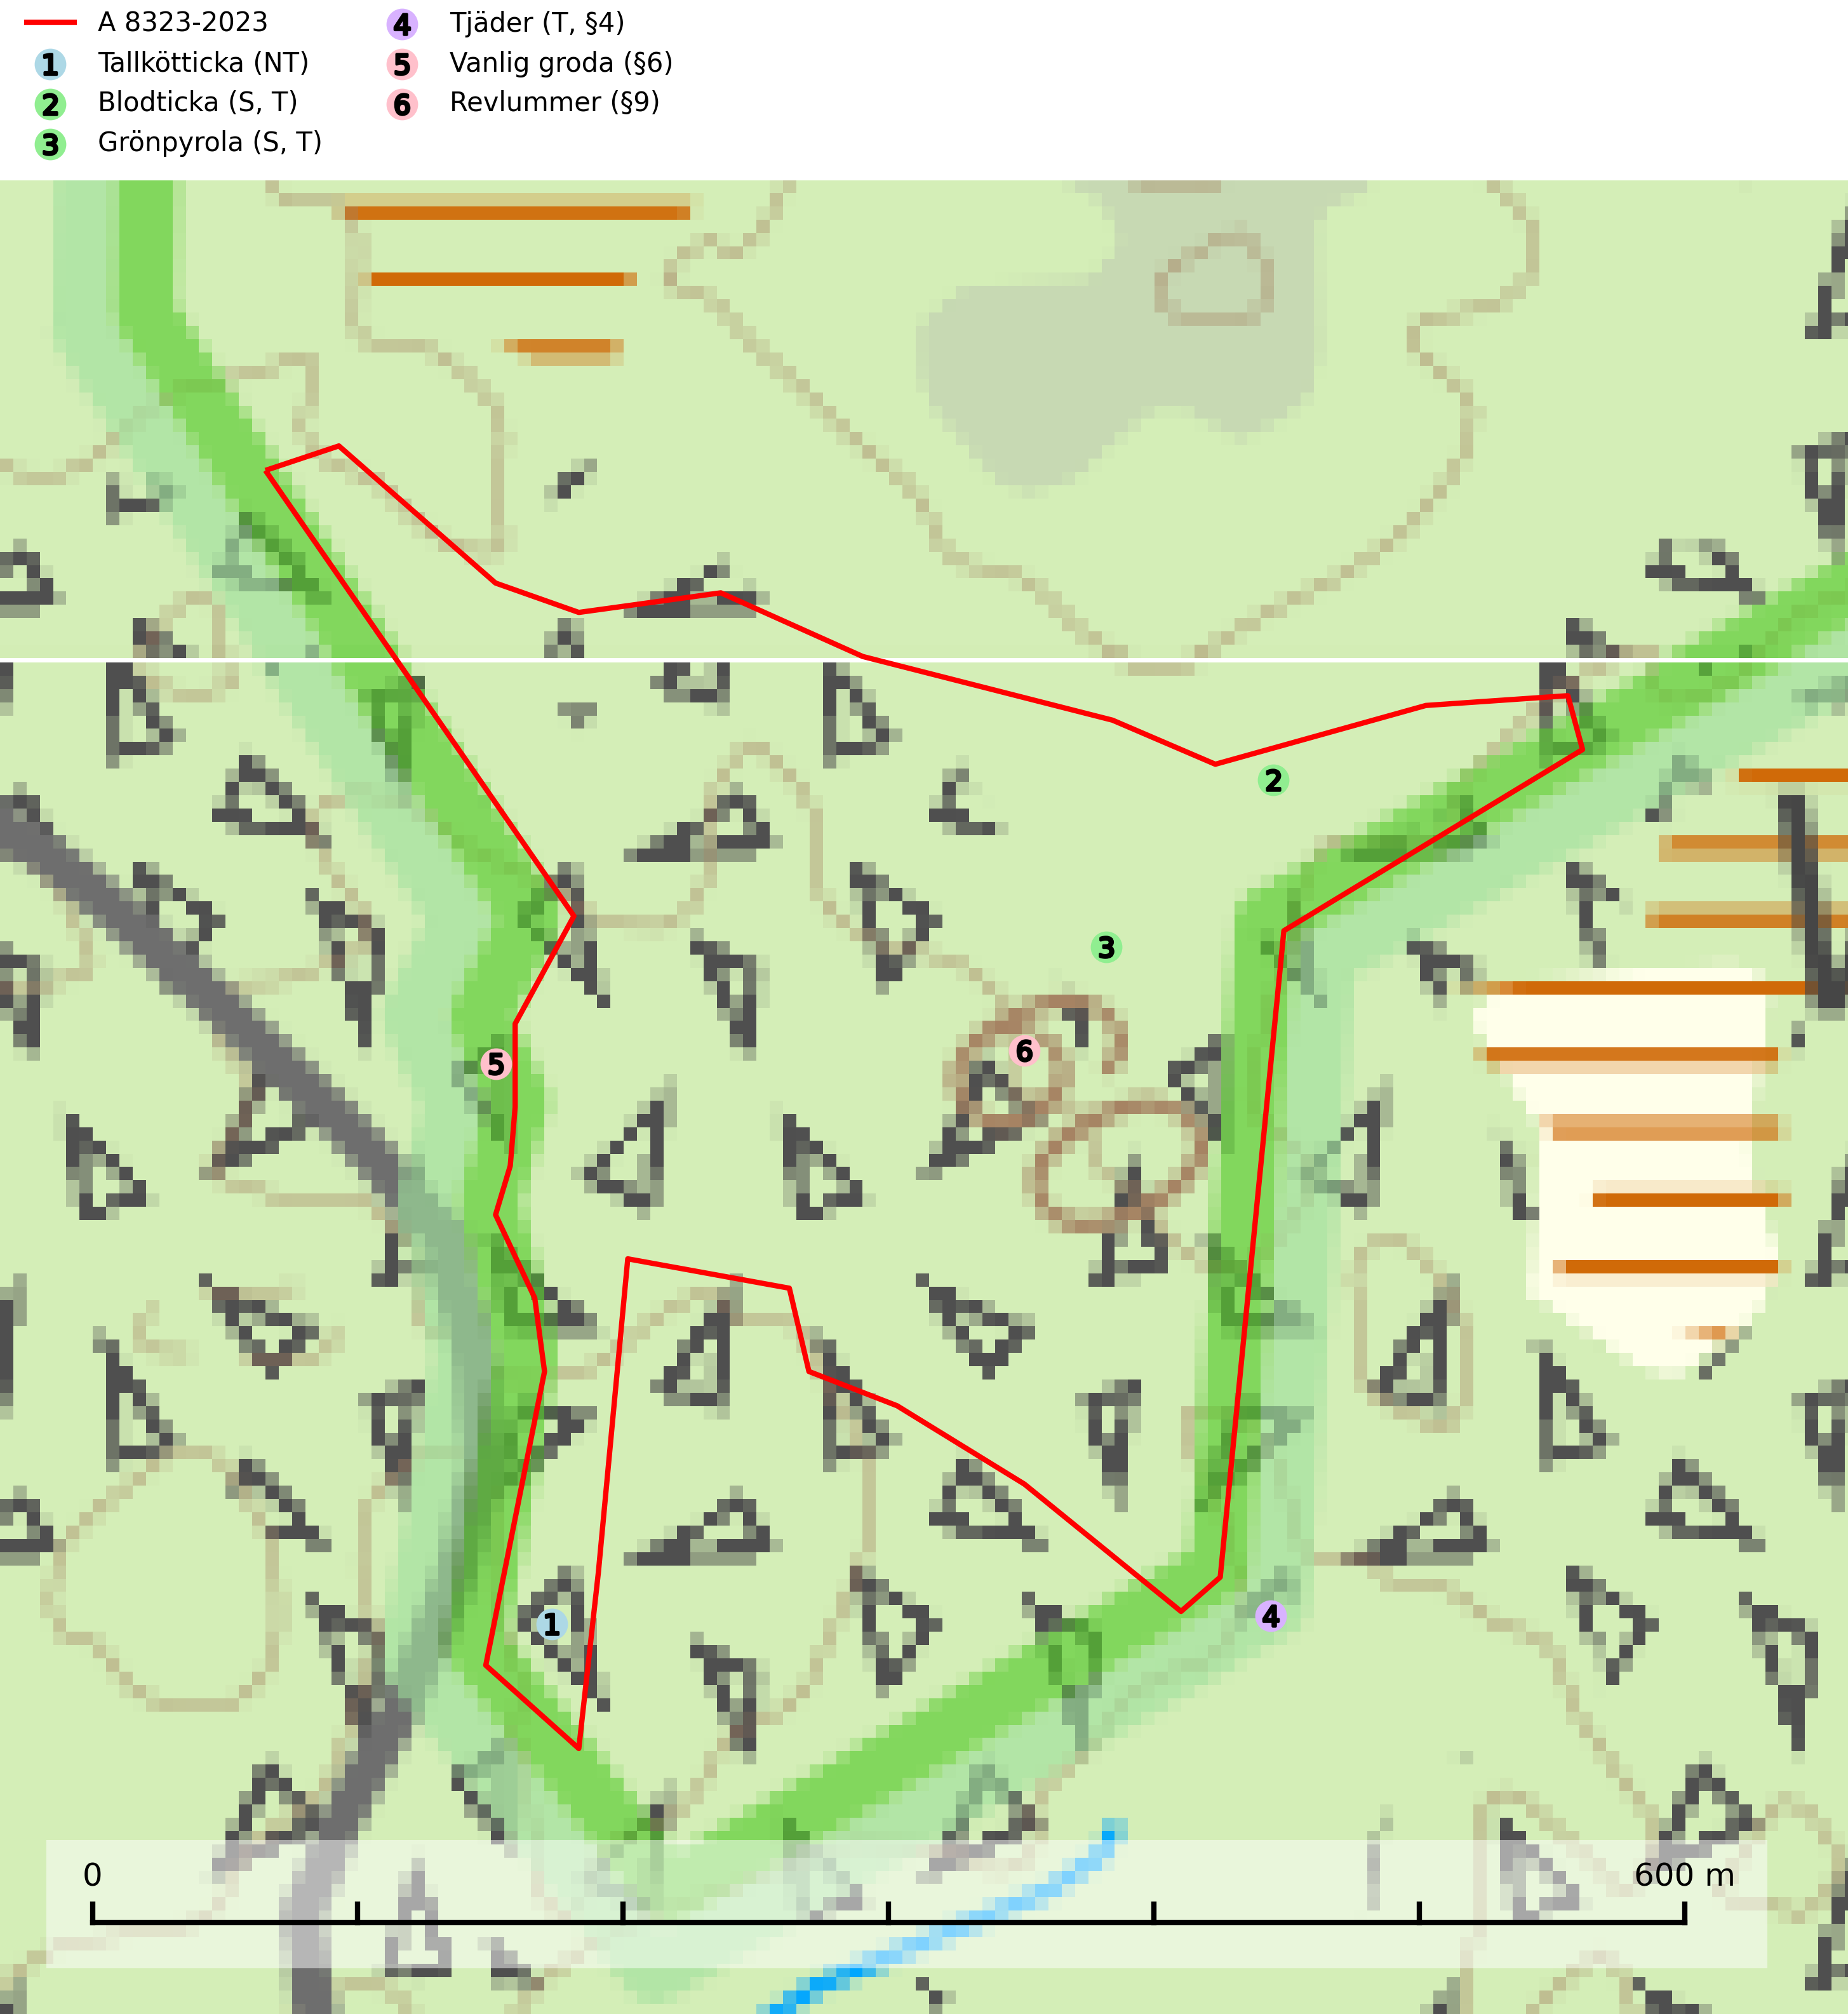 A 8323-2023
1 Tallkötticka (NT)
2 Blodticka (S, T)
3 Grönpyrola (S, T)
4 Tjäder (T, §4)
5 Vanlig groda (§6)
6 Revlummer (§9)
2
3
6
5
4
1
0
600 m